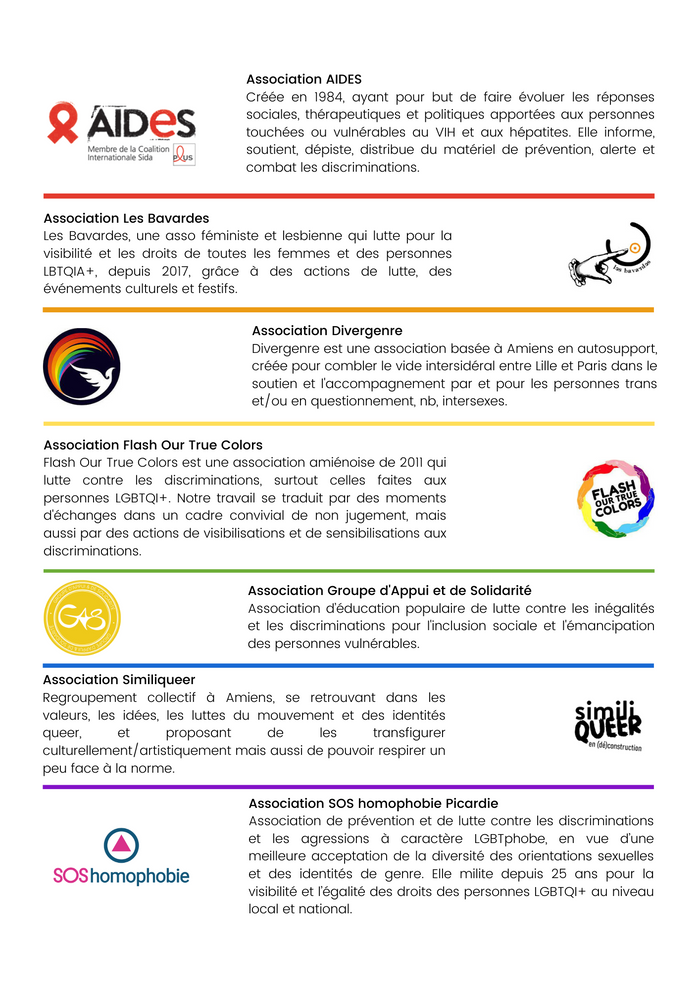 Association AIDES
Créée en 1984, ayant pour but de faire évoluer les réponses
sociales, thérapeutiques et politiques apportées aux personnes
touchées ou vulnérables au VIH et aux hépatites. Elle informe,
soutient, dépiste, distribue du matériel de prévention, alerte et
combat les discriminations.
AIDES
Membre de la Coalition
Internationale Sida
PLUS
Association Les Bavardes
Les Bavardes, une asso féministe et lesbienne qui lutte pour la
visibilité et les droits de toutes les femmes et des personnes
LBTQIA+, depuis 2017, grâce à des actions de lutte, des
événements culturels et festifs.
les bavardes
Association Divergenre
Divergenre est une association basée à Amiens en autosupport,
créée pour combler le vide intersidéral entre Lille et Paris dans le
soutien et l'accompagnement par et pour les personnes trans
et/ou en questionnement, nb, intersexes.
Association Flash Our True Colors
Flash Our True Colors est une association amiénoise de 2011 qui
lutte contre les discriminations, surtout celles faites aux
personnes LGBTQI+. Notre travail se traduit par des moments
d'échanges dans un cadre convivial de non jugement, mais
aussi par des actions de visibilisations et de sensibilisations aux
discriminations.
FLASH
OUR TRUE
COLORS
Association Groupe d'Appui et de Solidarité
Association d'éducation populaire de lutte contre les inégalités
et les discriminations pour l'inclusion sociale et l'émancipation
des personnes vulnérables.
GAS
Association Similiqueer
Regroupement collectif à Amiens, se retrouvant dans les
valeurs, les idées, les luttes du mouvement et des identités
queer, et proposant de les transfigurer
culturellement/artistiquement mais aussi de pouvoir respirer un
peu face à la norme.
simili
QUEER
en (dé)construction
Association SOS homophobie Picardie
Association de prévention et de lutte contre les discriminations
et les agressions à caractère LGBTphobe, en vue d'une
meilleure acceptation de la diversité des orientations sexuelles
et des identités de genre. Elle milite depuis 25 ans pour la
visibilité et l'égalité des droits des personnes LGBTQI+ au niveau
local et national.
SOShomophobie